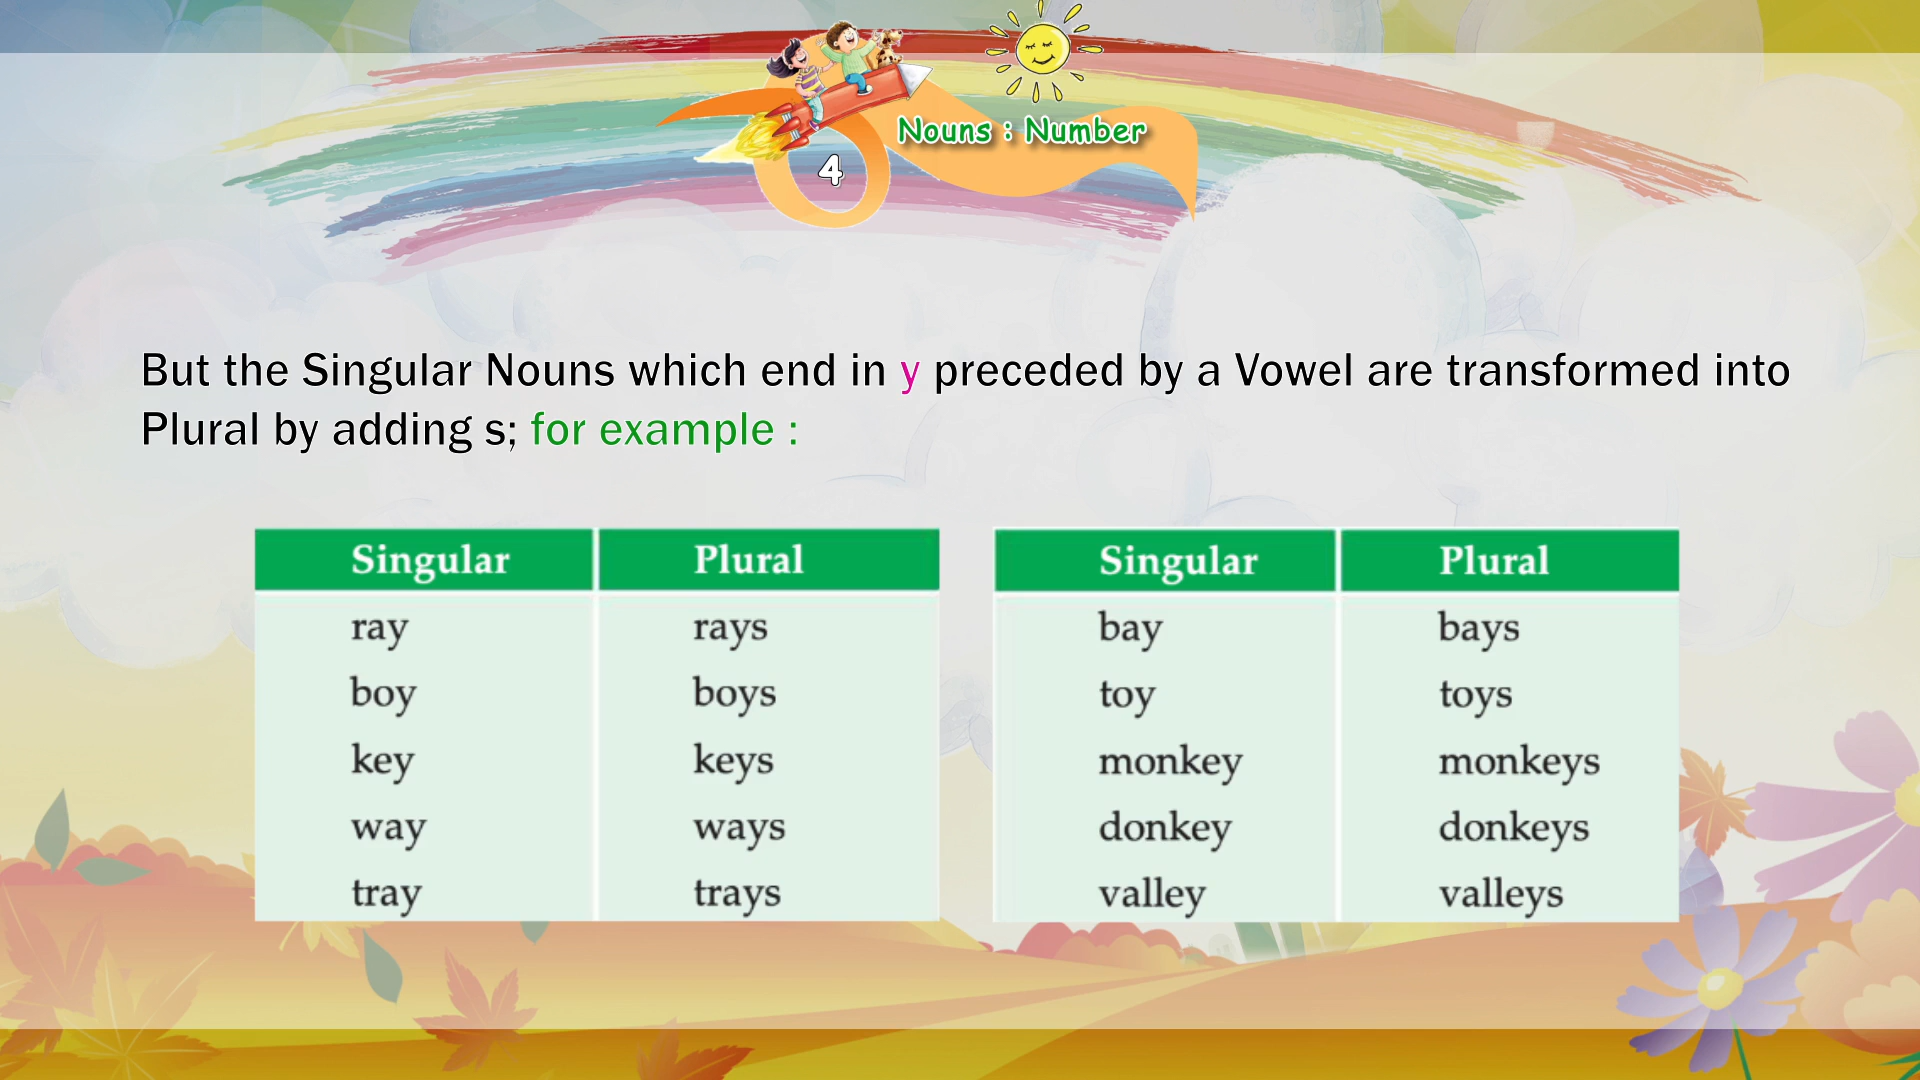 4
Nouns : Number
But the Singular Nouns which end in y preceded by a Vowel are transformed into
Plural by adding s; for example :
Singular Plural
ray rays
boy boys
key keys
way ways
tray trays
Singular Plural
bay bays
toy toys
monkey monkeys
donkey donkeys
valley valleys